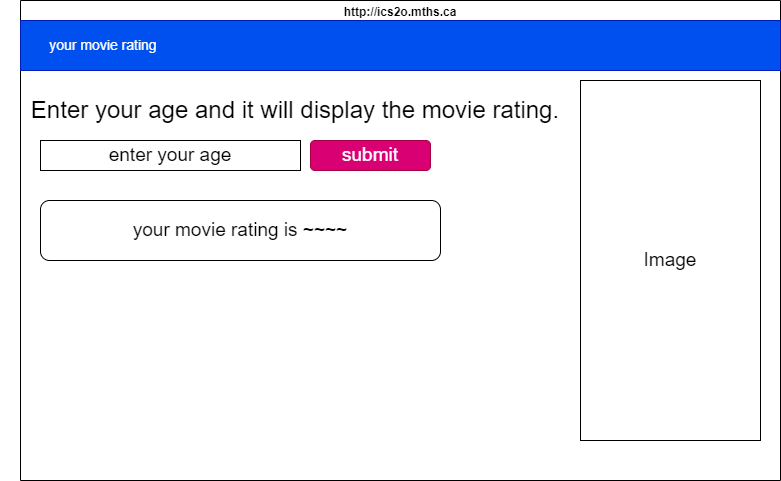 http://ics2o.mths.ca
your movie rating
Enter your age and it will display the movie rating.
enter your age
submit
your movie rating is ~~~~
Image